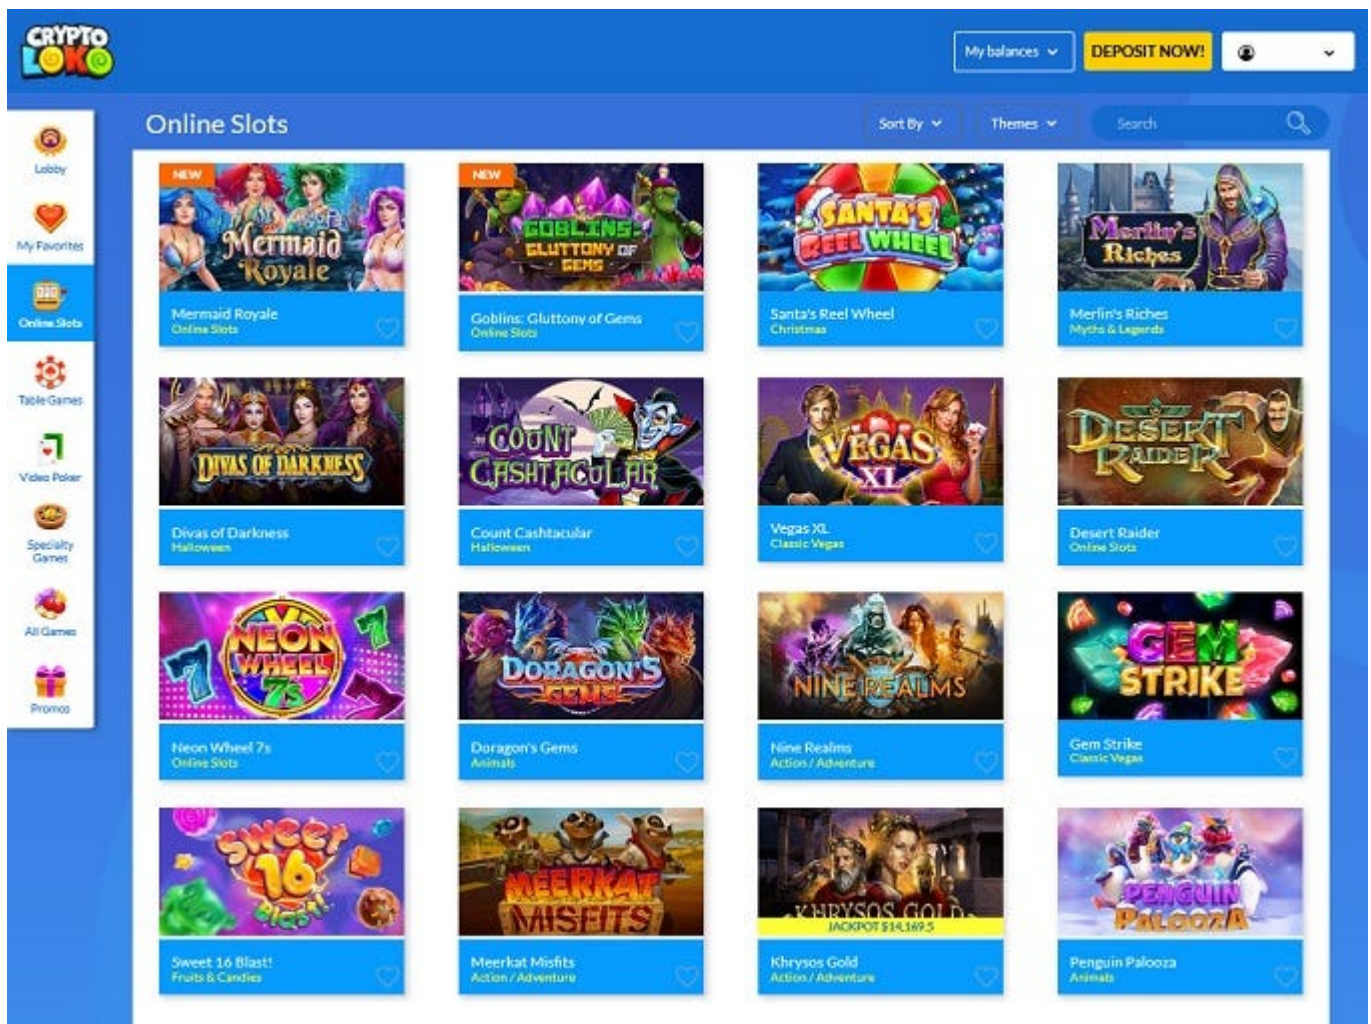 CRYPTO
LOKO
My balances
DEPOSIT NOW!
Online Slots
Sort By
Themes
Search
Lobby
My Favorites
Online Slots
Table Games
Video Poker
Specialty
Games
All Games
Promos
NEW
Mermaid
Royale
Mermaid Royale
Online Slots
NEW
GOBLINS:
GLUTTONY OF
GEMS
Goblins: Gluttony of Gems
Online Slots
SANTA'S
REEL WHEEL
Santa's Reel Wheel
Christmas
Merlin's
Riches
Merlin's Riches
Myths & Legends
DIVAS OF DARKNESS
Divas of Darkness
Halloween
COUNT
CASHTACULAR
Count Cashtacular
Halloween
VEGAS
XL
Vegas XL
Classic Vegas
DESERT
RAIDER
Desert Raider
Online Slots
7
NEON
WHEEL
7s
7
Neon Wheel 7s
Online Slots
DORAGON'S
GEMS
Doragon's Gems
Animals
NINE REALMS
Nine Realms
Action / Adventure
GEM
STRIKE
Gem Strike
Classic Vegas
SWEET
16
Blast!
Sweet 16 Blast!
Fruits & Candies
MEERKAT
MISFITS
Meerkat Misfits
Action / Adventure
KHRYSOS GOLD
JACKPOT $14,169.5
Khrysos Gold
Action / Adventure
PENGUIN
PALOOZA
Penguin Palooza
Animals